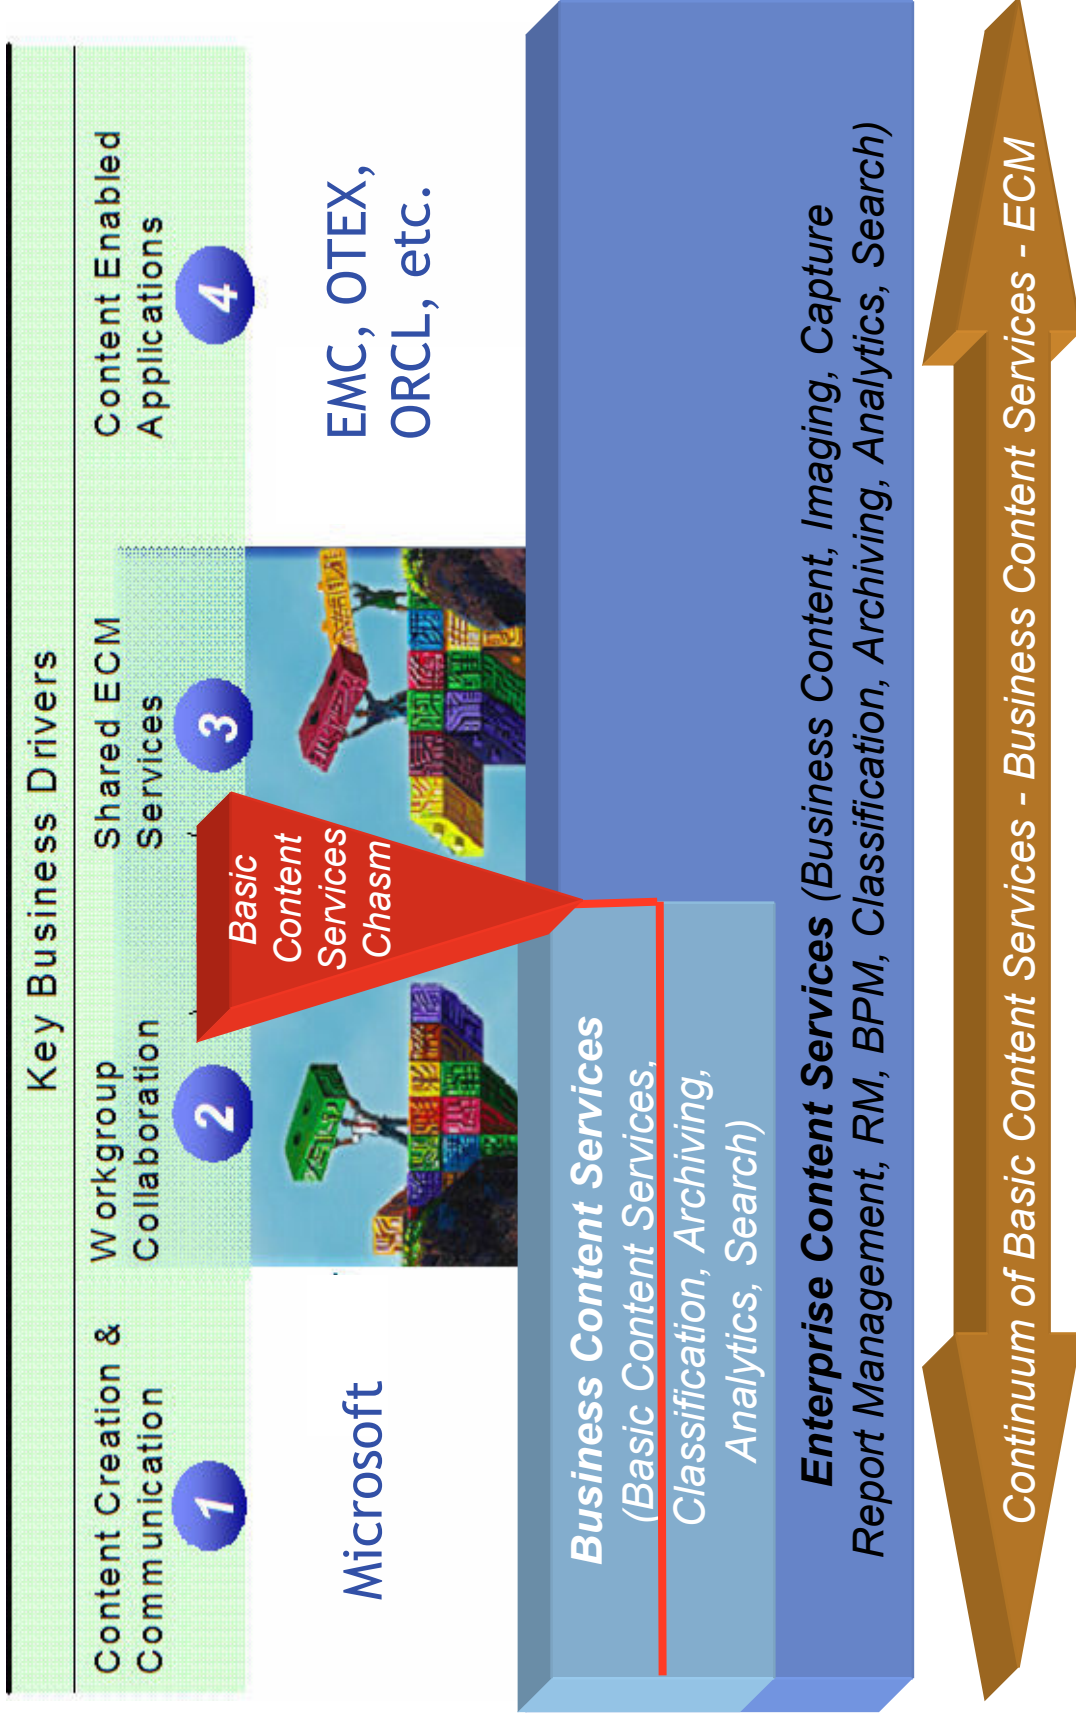 Key Business Drivers
Content Creation &
Communication
Workgroup
Collaboration
Shared ECM
Services
Content Enabled
Applications
1
2
3
4
Microsoft
Basic
Content
Services
Chasm
EMC, OTEX,
ORCL, etc.
Business Content Services
(Basic Content Services,
Classification, Archiving,
Analytics, Search)
Enterprise Content Services (Business Content, Imaging, Capture
Report Management, RM, BPM, Classification, Archiving, Analytics, Search)
Continuum of Basic Content Services - Business Content Services - ECM